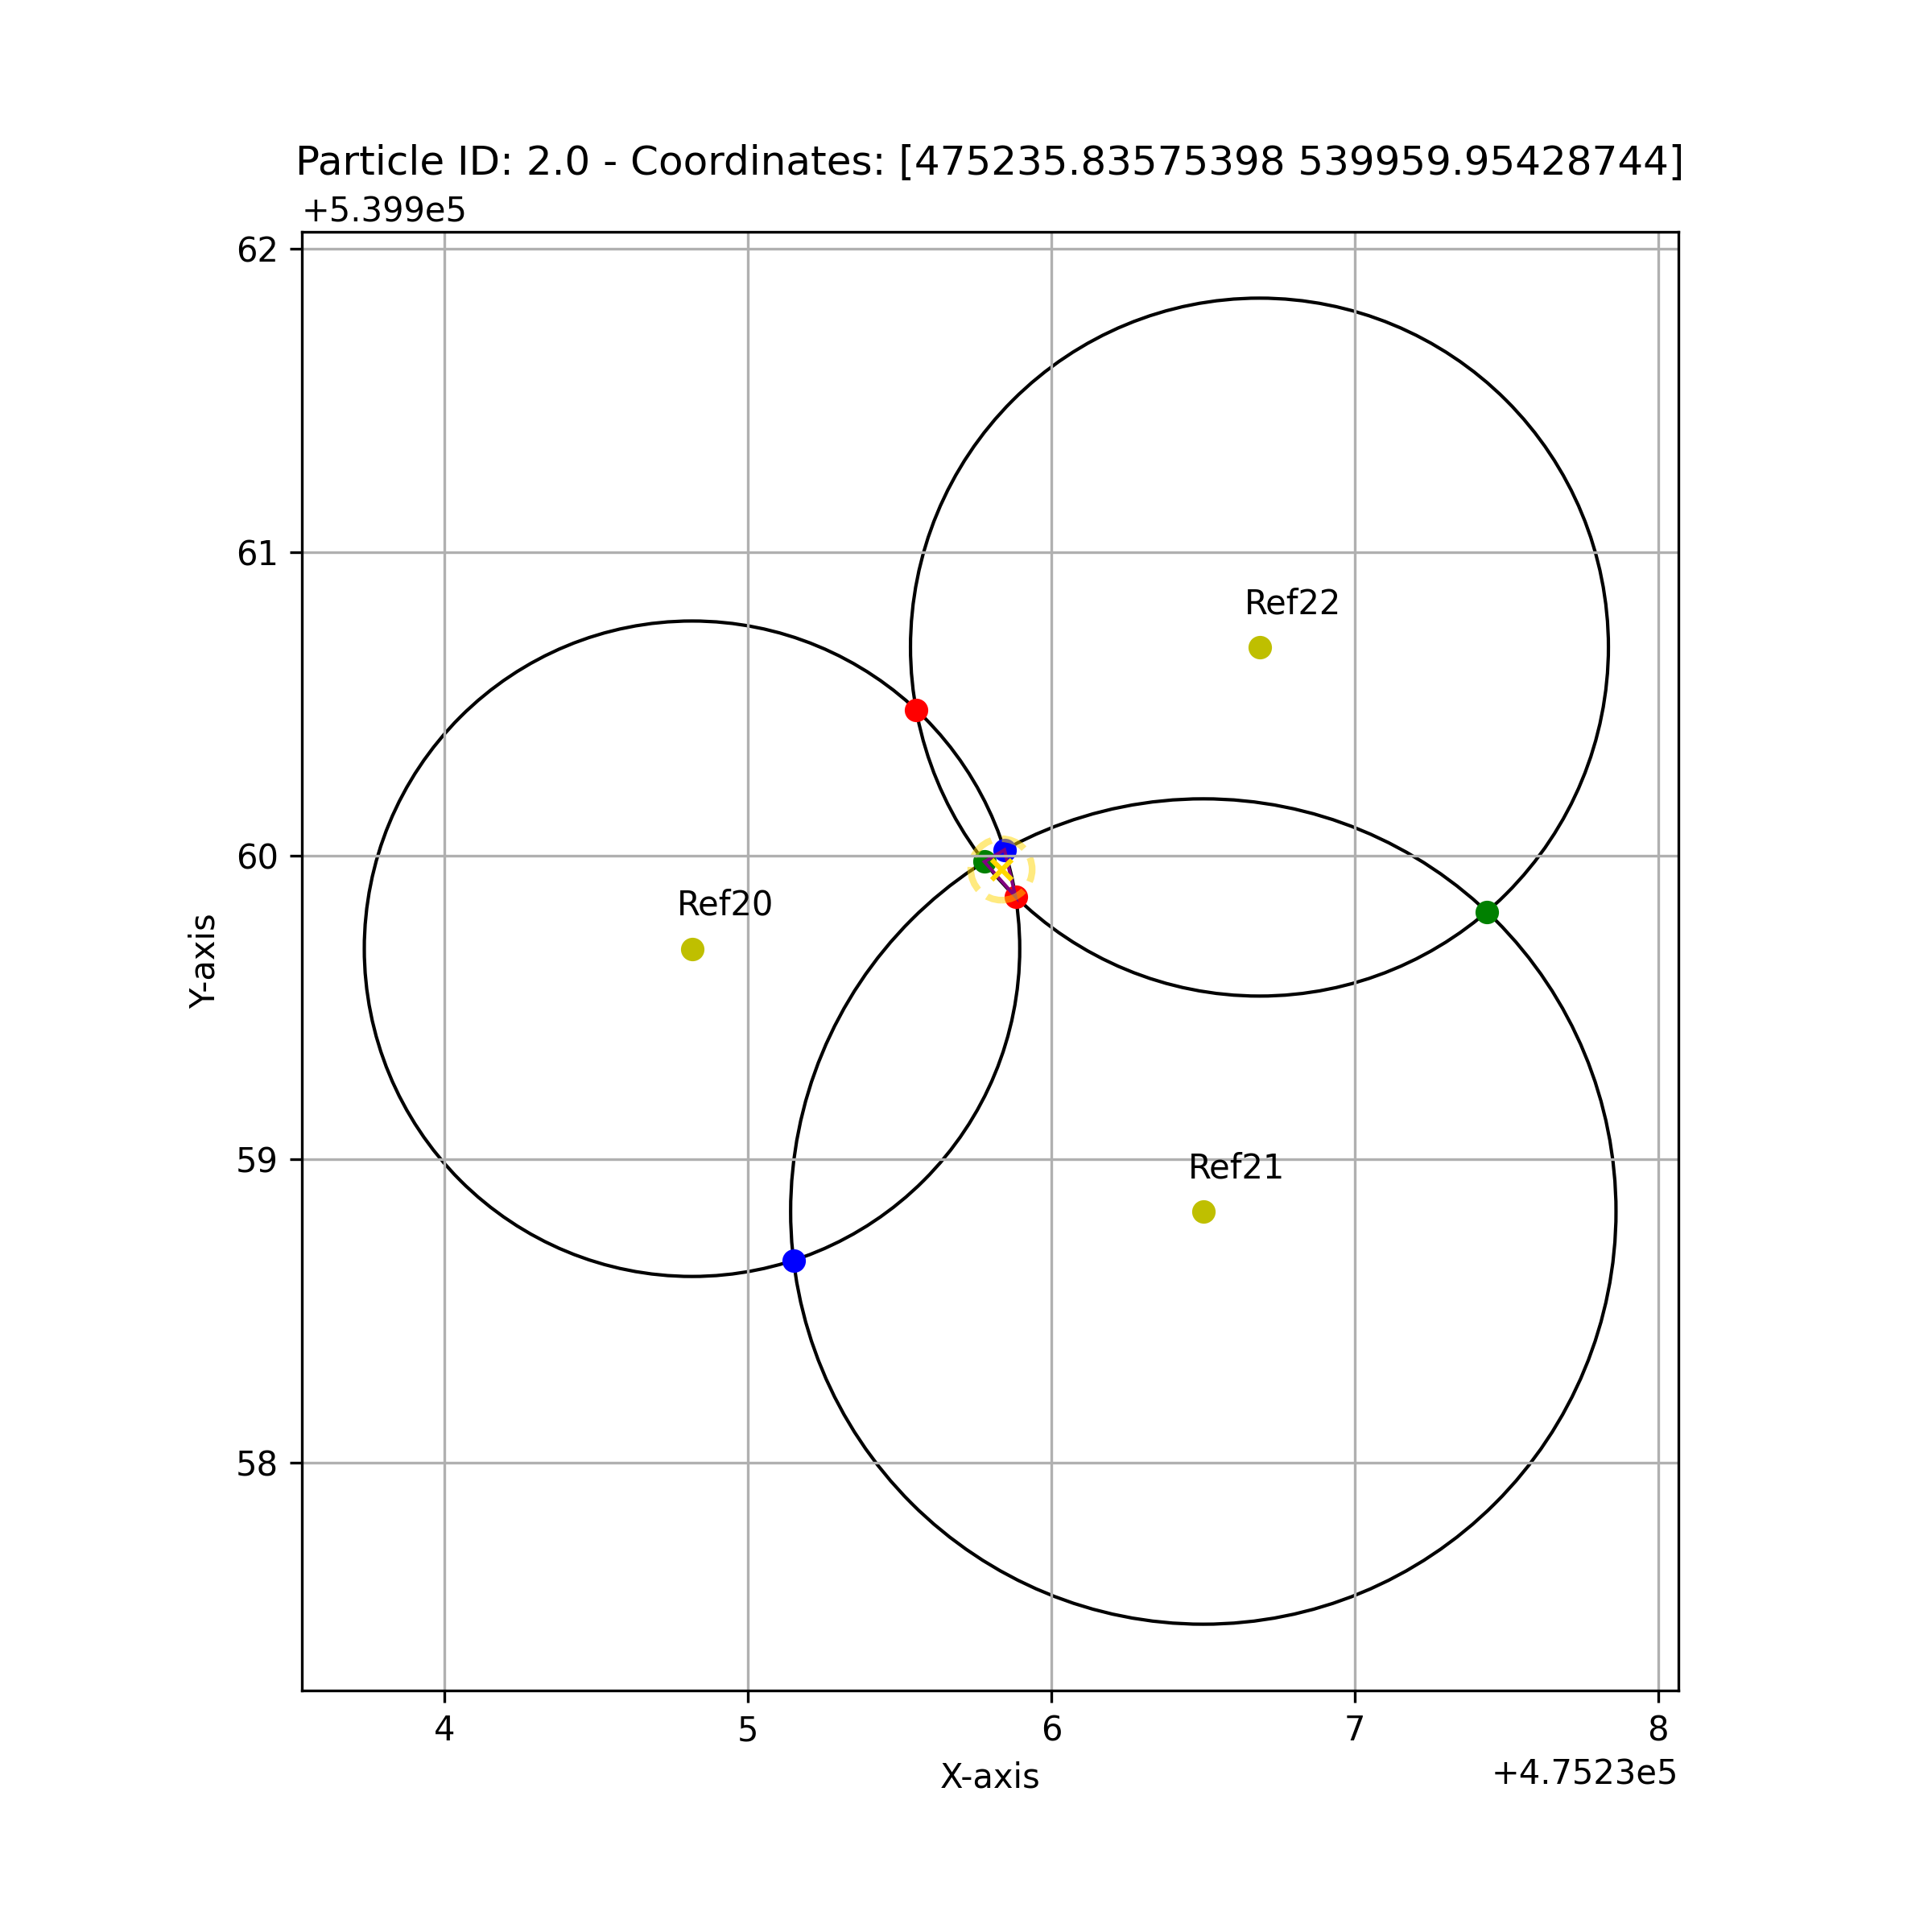 Particle ID: 2.0 - Coordinates: [475235.83575398 539959.95428744]
+5.399e5
62
61
60
59
58
Y-axis
Ref22
Ref20
Ref21
4 5 6 7 8
X-axis
+4.7523e5